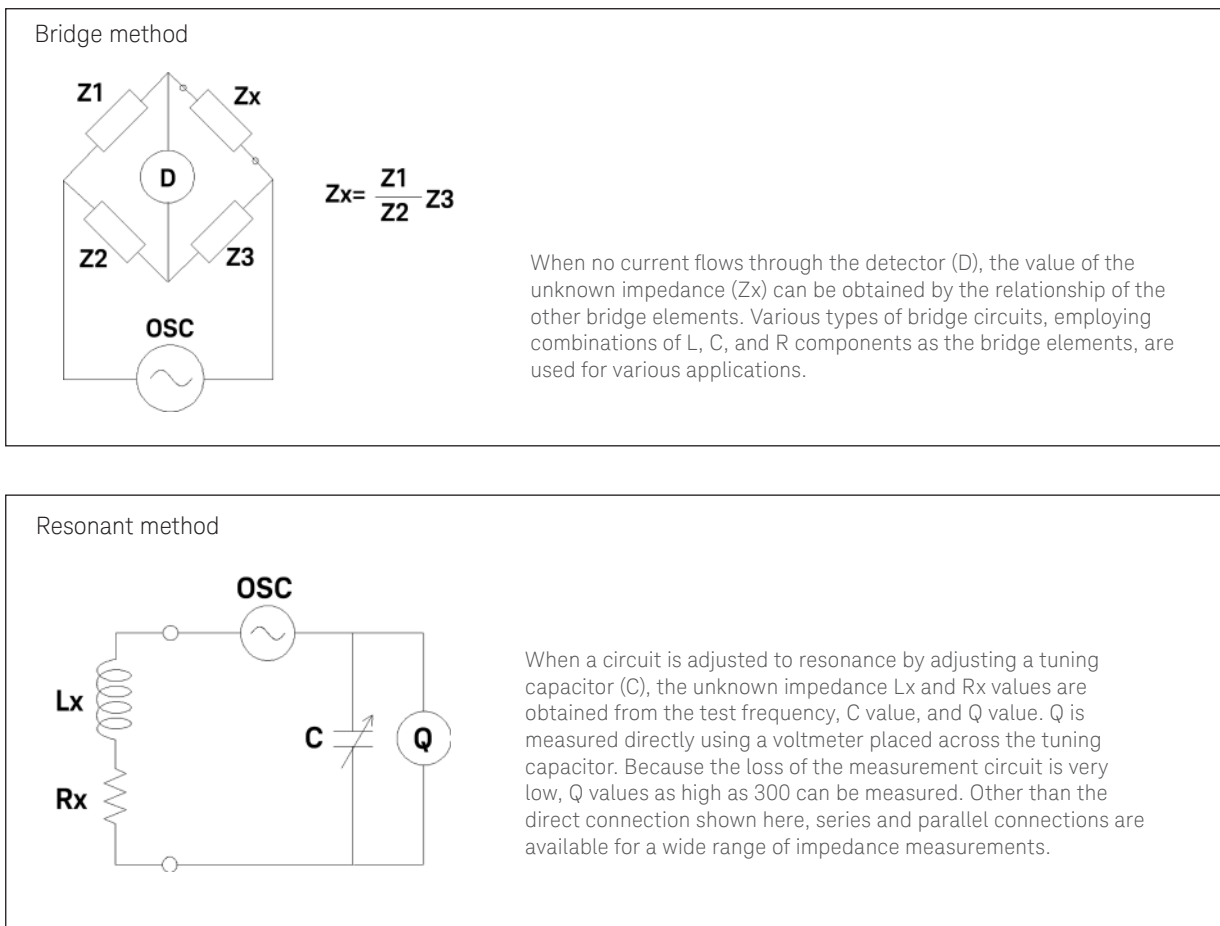 Bridge method
Z1
Zx
D
Zx= Z1
Z2 Z3
Z2
Z3
OSC
When no current flows through the detector (D), the value of the
unknown impedance (Zx) can be obtained by the relationship of the
other bridge elements. Various types of bridge circuits, employing
combinations of L, C, and R components as the bridge elements, are
used for various applications.
Resonant method
OSC
Lx
C
Q
Rx
When a circuit is adjusted to resonance by adjusting a tuning
capacitor (C), the unknown impedance Lx and Rx values are
obtained from the test frequency, C value, and Q value. Q is
measured directly using a voltmeter placed across the tuning
capacitor. Because the loss of the measurement circuit is very
low, Q values as high as 300 can be measured. Other than the
direct connection shown here, series and parallel connections are
available for a wide range of impedance measurements.